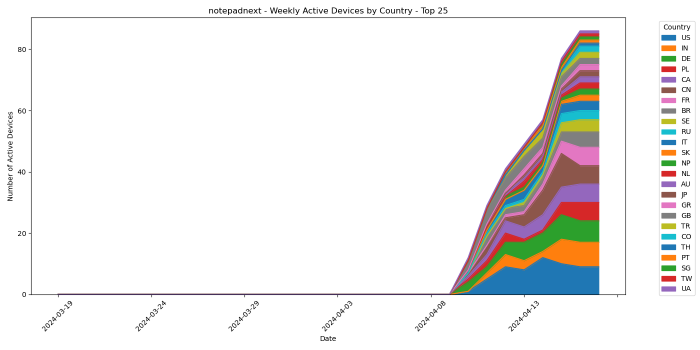 notepadnext - Weekly Active Devices by Country - Top 25
Number of Active Devices
80
60
40
20
0
2024-03-19
2024-03-24
2024-03-29
2024-04-03
2024-04-08
2024-04-13
Date
Country
US
IN
DE
PL
CA
CN
FR
BR
SE
RU
IT
SK
NP
NL
AU
JP
GR
GB
TR
CO
TH
PT
SG
TW
UA